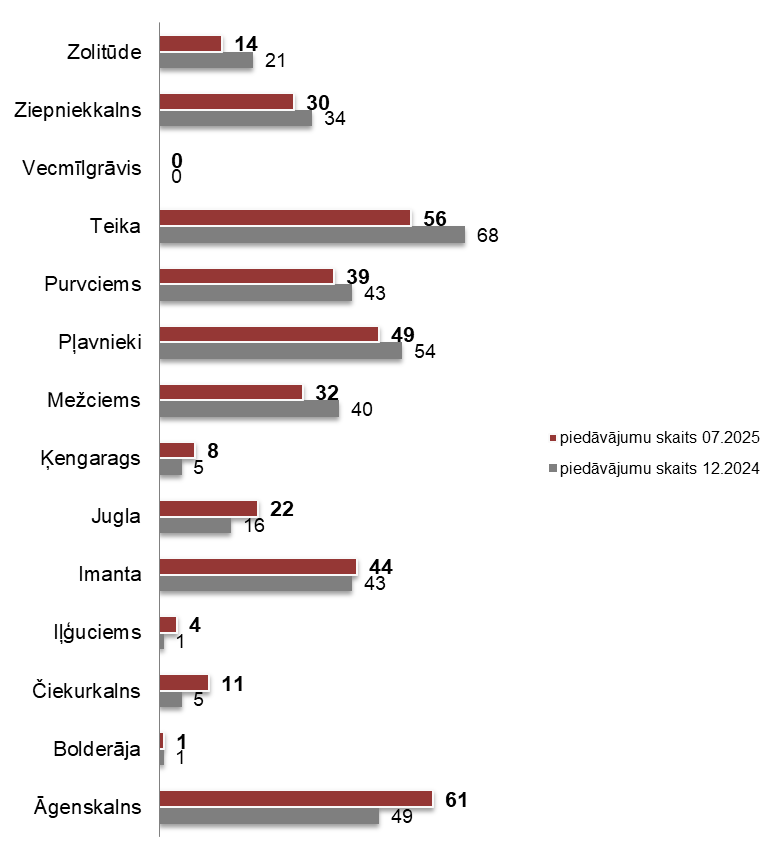 Zolitūde
14
21
Ziepniekkalns
30
34
Vecmīlgrāvis
0
0
Teika
56
68
Purvciems
39
43
Pļavnieki
49
54
Mežciems
32
40
Ķengarags
8
5
Jugla
22
16
Imanta
44
43
Iļģuciems
4
1
Čiekurkalns
11
5
Bolderāja
1
1
Āgenskalns
61
49
piedāvājumu skaits 07.2025
piedāvājumu skaits 12.2024